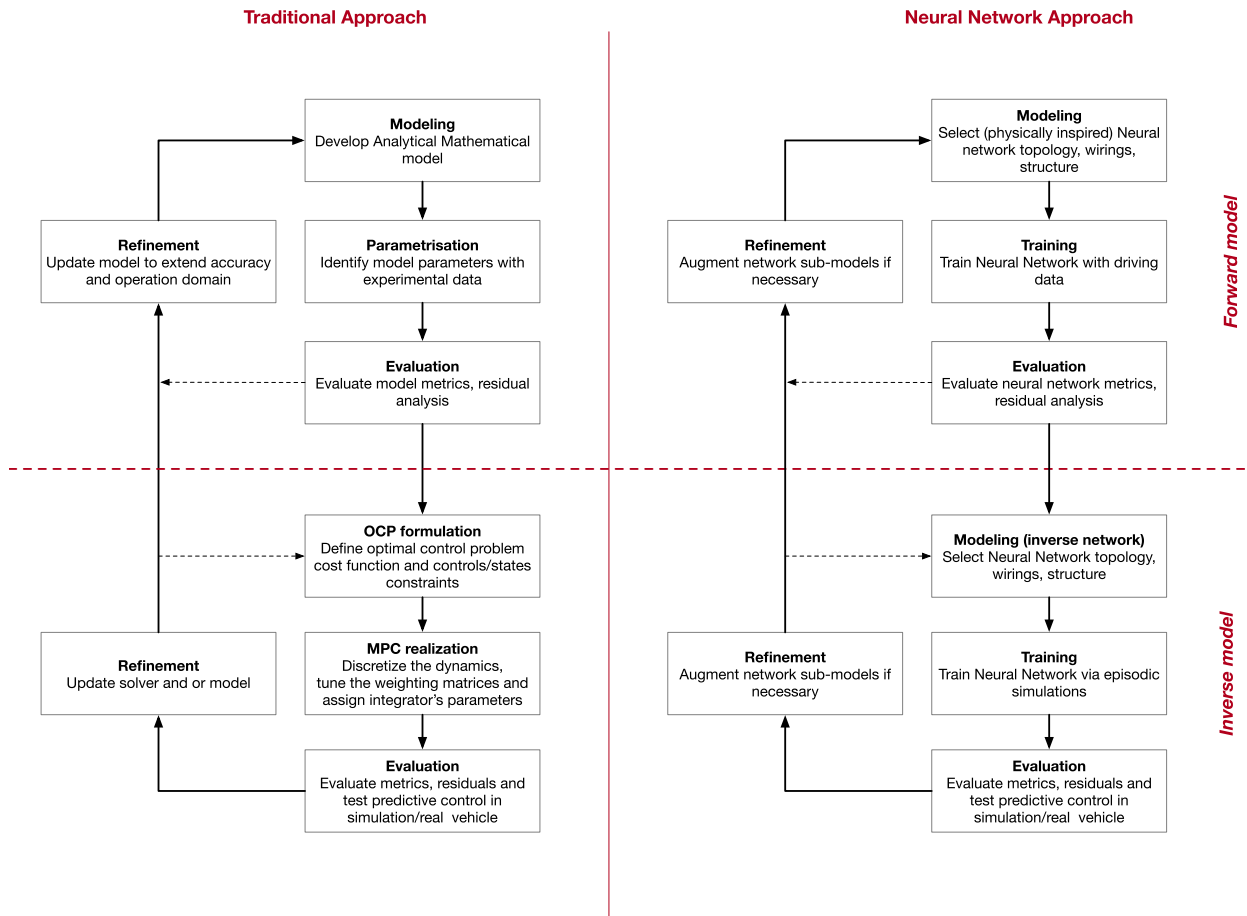 Traditional Approach
Neural Network Approach
Modeling
Develop Analytical Mathematical
model
Refinement
Update model to extend accuracy
and operation domain
Parametrisation
Identify model parameters with
experimental data
Evaluation
Evaluate model metrics, residual
analysis
OCP formulation
Define optimal control problem
cost function and controls/states
constraints
Refinement
Update solver and or model
MPC realization
Discretize the dynamics,
tune the weighting matrices and
assign integrator's parameters
Evaluation
Evaluate metrics, residuals and
test predictive control in
simulation/real vehicle
Modeling
Select (physically inspired) Neural
network topology, wirings,
structure
Refinement
Augment network sub-models if
necessary
Training
Train Neural Network with driving
data
Evaluation
Evaluate neural network metrics,
residual analysis
Modeling (inverse network)
Select Neural Network topology,
wirings, structure
Refinement
Augment network sub-models if
necessary
Training
Train Neural Network via episodic
simulations
Evaluation
Evaluate metrics, residuals and
test predictive control in
simulation/real vehicle
Forward model
Inverse model